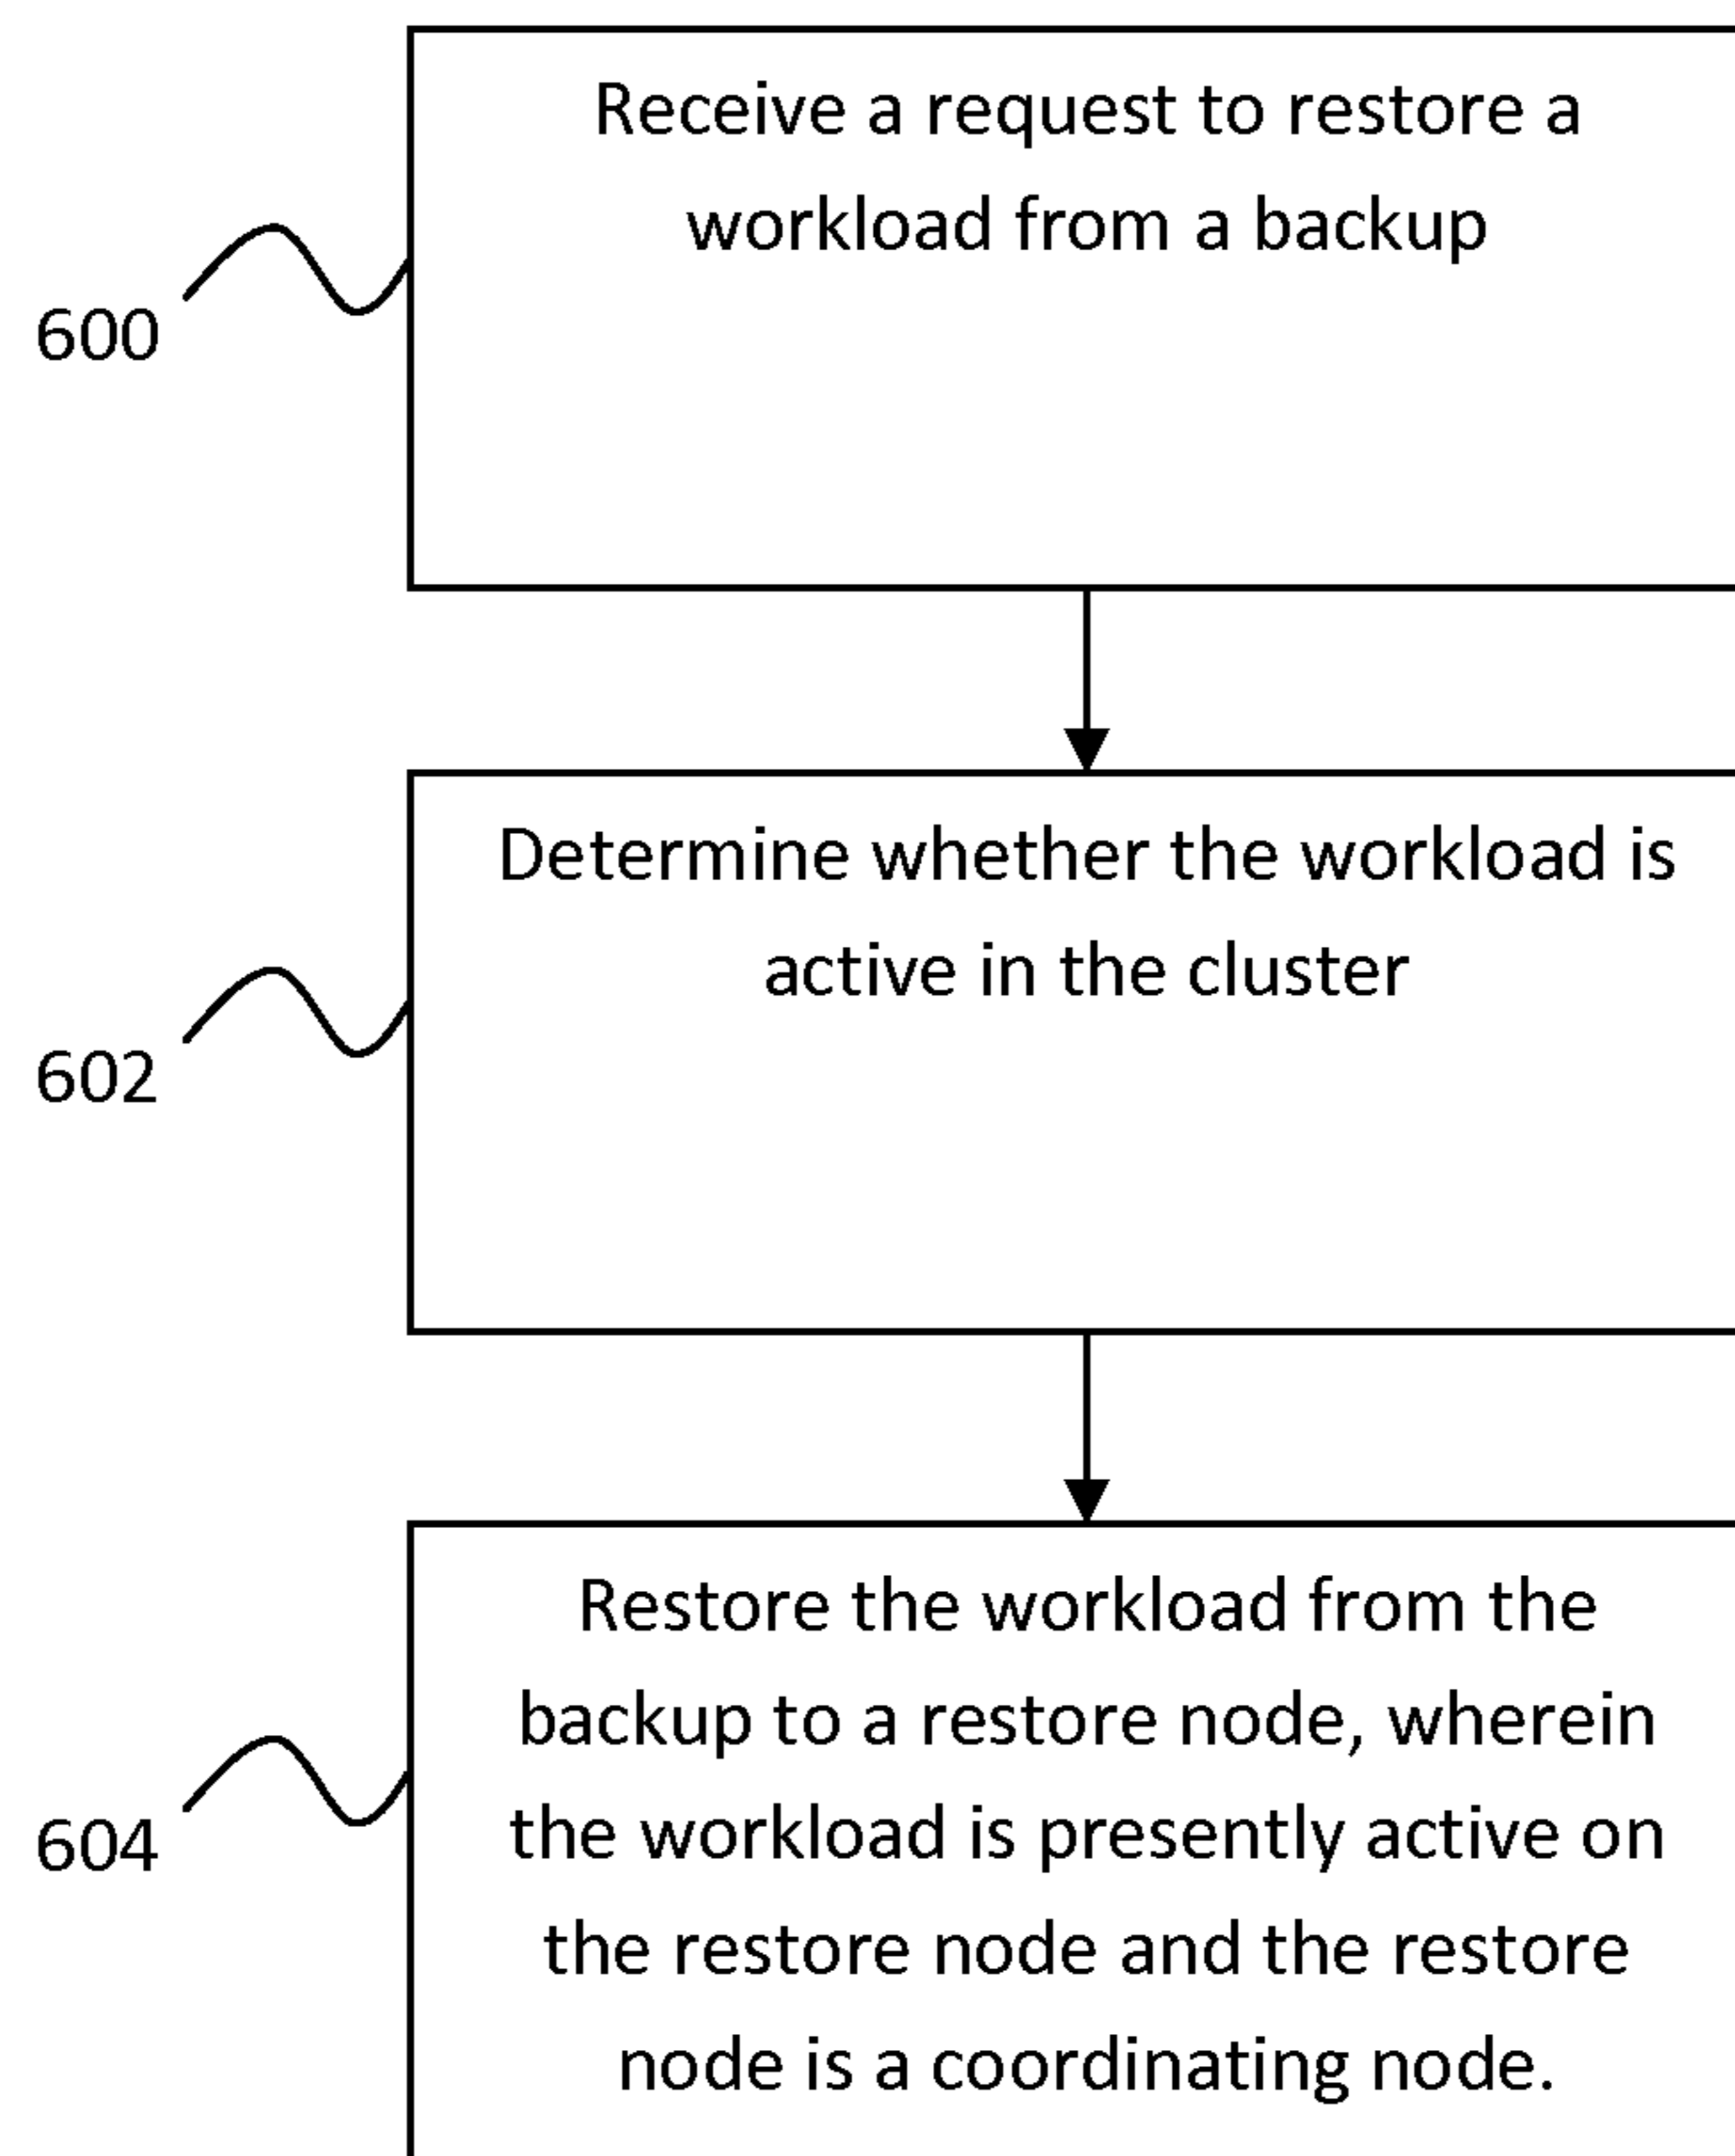 Receive a request to restore a
workload from a backup
600
Determine whether the workload is
active in the cluster
602
Restore the workload from the
backup to a restore node, wherein
the workload is presently active on
the restore node and the restore
node is a coordinating node.
604